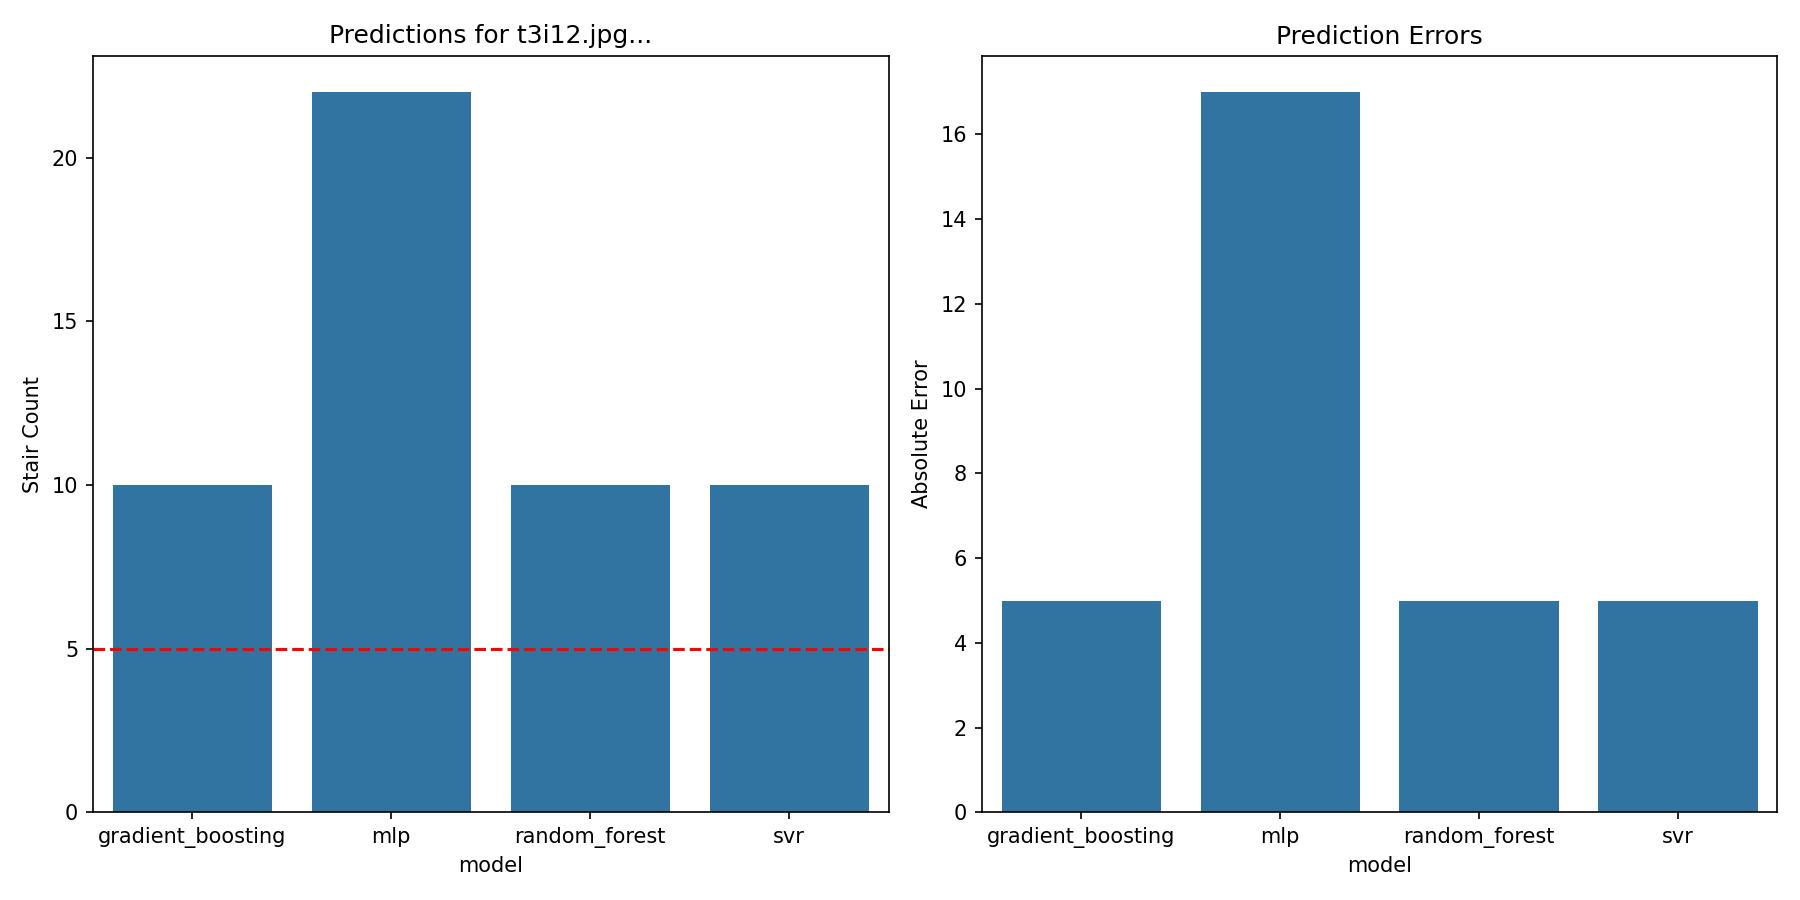 Predictions for t3i12.jpg...
Stair Count
20
15
10
5
0
gradient_boosting mlp random_forest svr
model
Prediction Errors
Absolute Error
16
14
12
10
8
6
4
2
0
gradient_boosting mlp random_forest svr
model